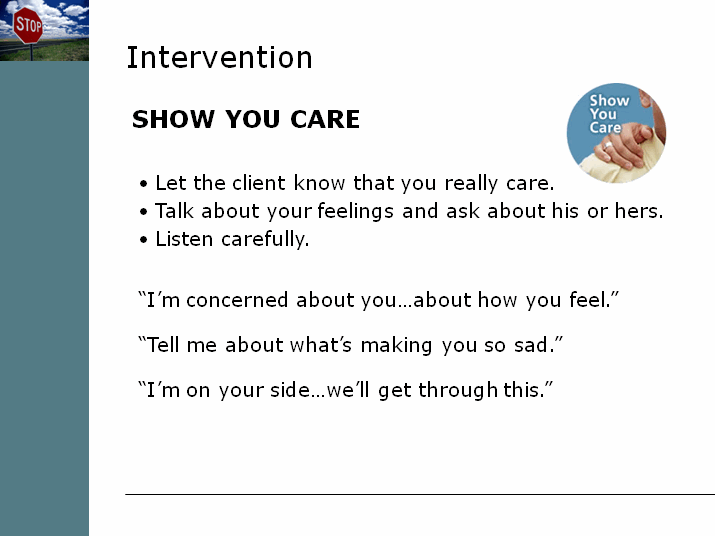 STOP
Intervention
SHOW YOU CARE
Show
You
Care
• Let the client know that you really care.
• Talk about your feelings and ask about his or hers.
• Listen carefully.
“I’m concerned about you…about how you feel.”
“Tell me about what’s making you so sad.”
“I’m on your side…we’ll get through this.”